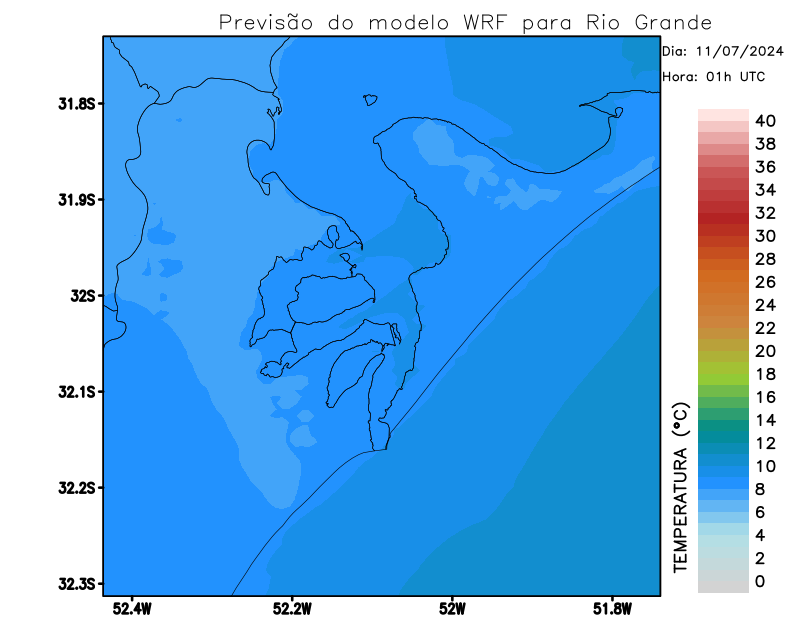 Previsão do modelo WRF para Rio Grande
Dia: 11/07/2024
Hora: 01h UTC
31.8S
31.9S
32S
32.1S
32.2S
32.3S
52.4W
52.2W
52W
51.8W
TEMPERATURA (°C)
40
38
36
34
32
30
28
26
24
22
20
18
16
14
12
10
8
6
4
2
0